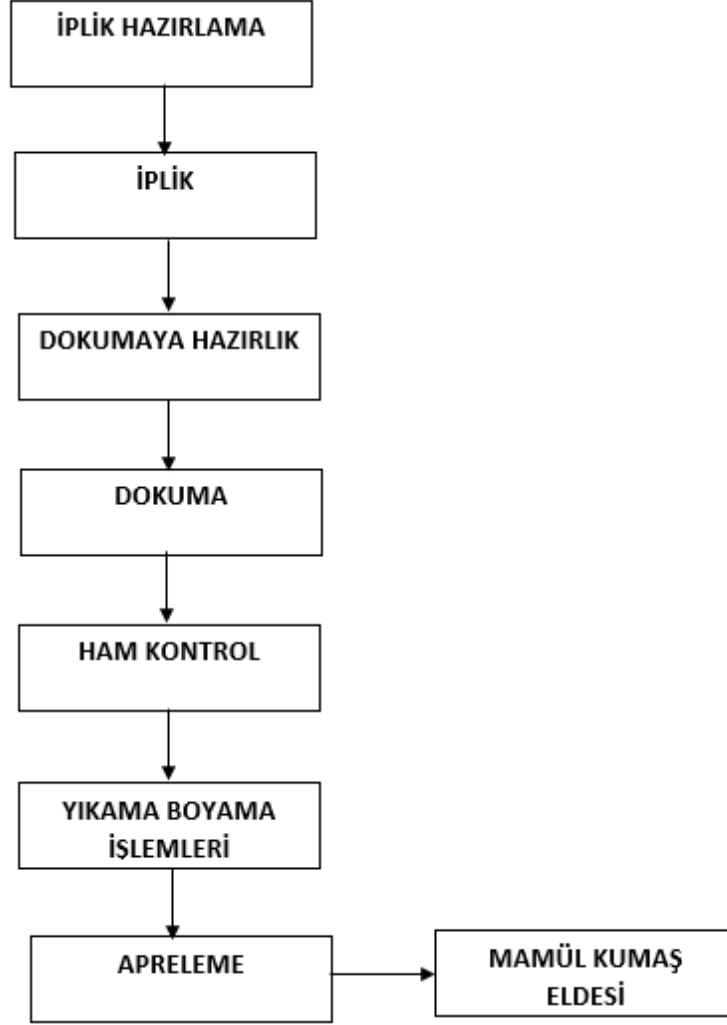 İPLİK HAZIRLAMA
İPLİK
DOKUMAYA HAZIRLIK
DOKUMA
HAM KONTROL
YIKAMA BOYAMA
İŞLEMLERİ
APRELEME
MAMÜL KUMAŞ
ELDESİ